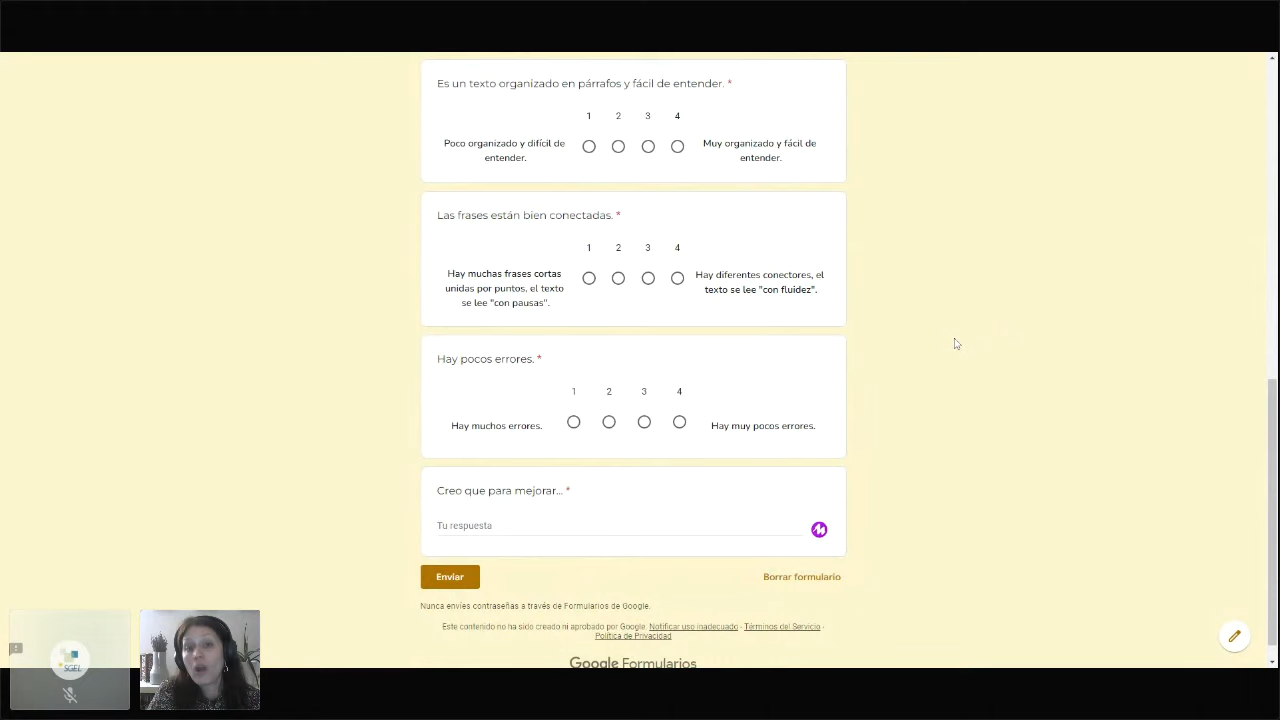 Es un texto organizado en párrafos y fácil de entender. *
1 2 3 4
Poco organizado y difícil de
entender.
Muy organizado y fácil de
entender.
Las frases están bien conectadas. *
1 2 3 4
Hay muchas frases cortas
unidas por puntos, el texto
se lee "con pausas".
Hay diferentes conectores, el
texto se lee "con fluidez".
Hay pocos errores. *
1 2 3 4
Hay muchos errores.
Hay muy pocos errores.
Creo que para mejorar... *
Tu respuesta
Enviar
Borrar formulario
Nunca envíes contraseñas a través de Formularios de Google.
Este contenido no ha sido creado ni aprobado por Google. Notificar uso inadecuado - Términos del Servicio -
Política de Privacidad
Google Formularios
SGEL